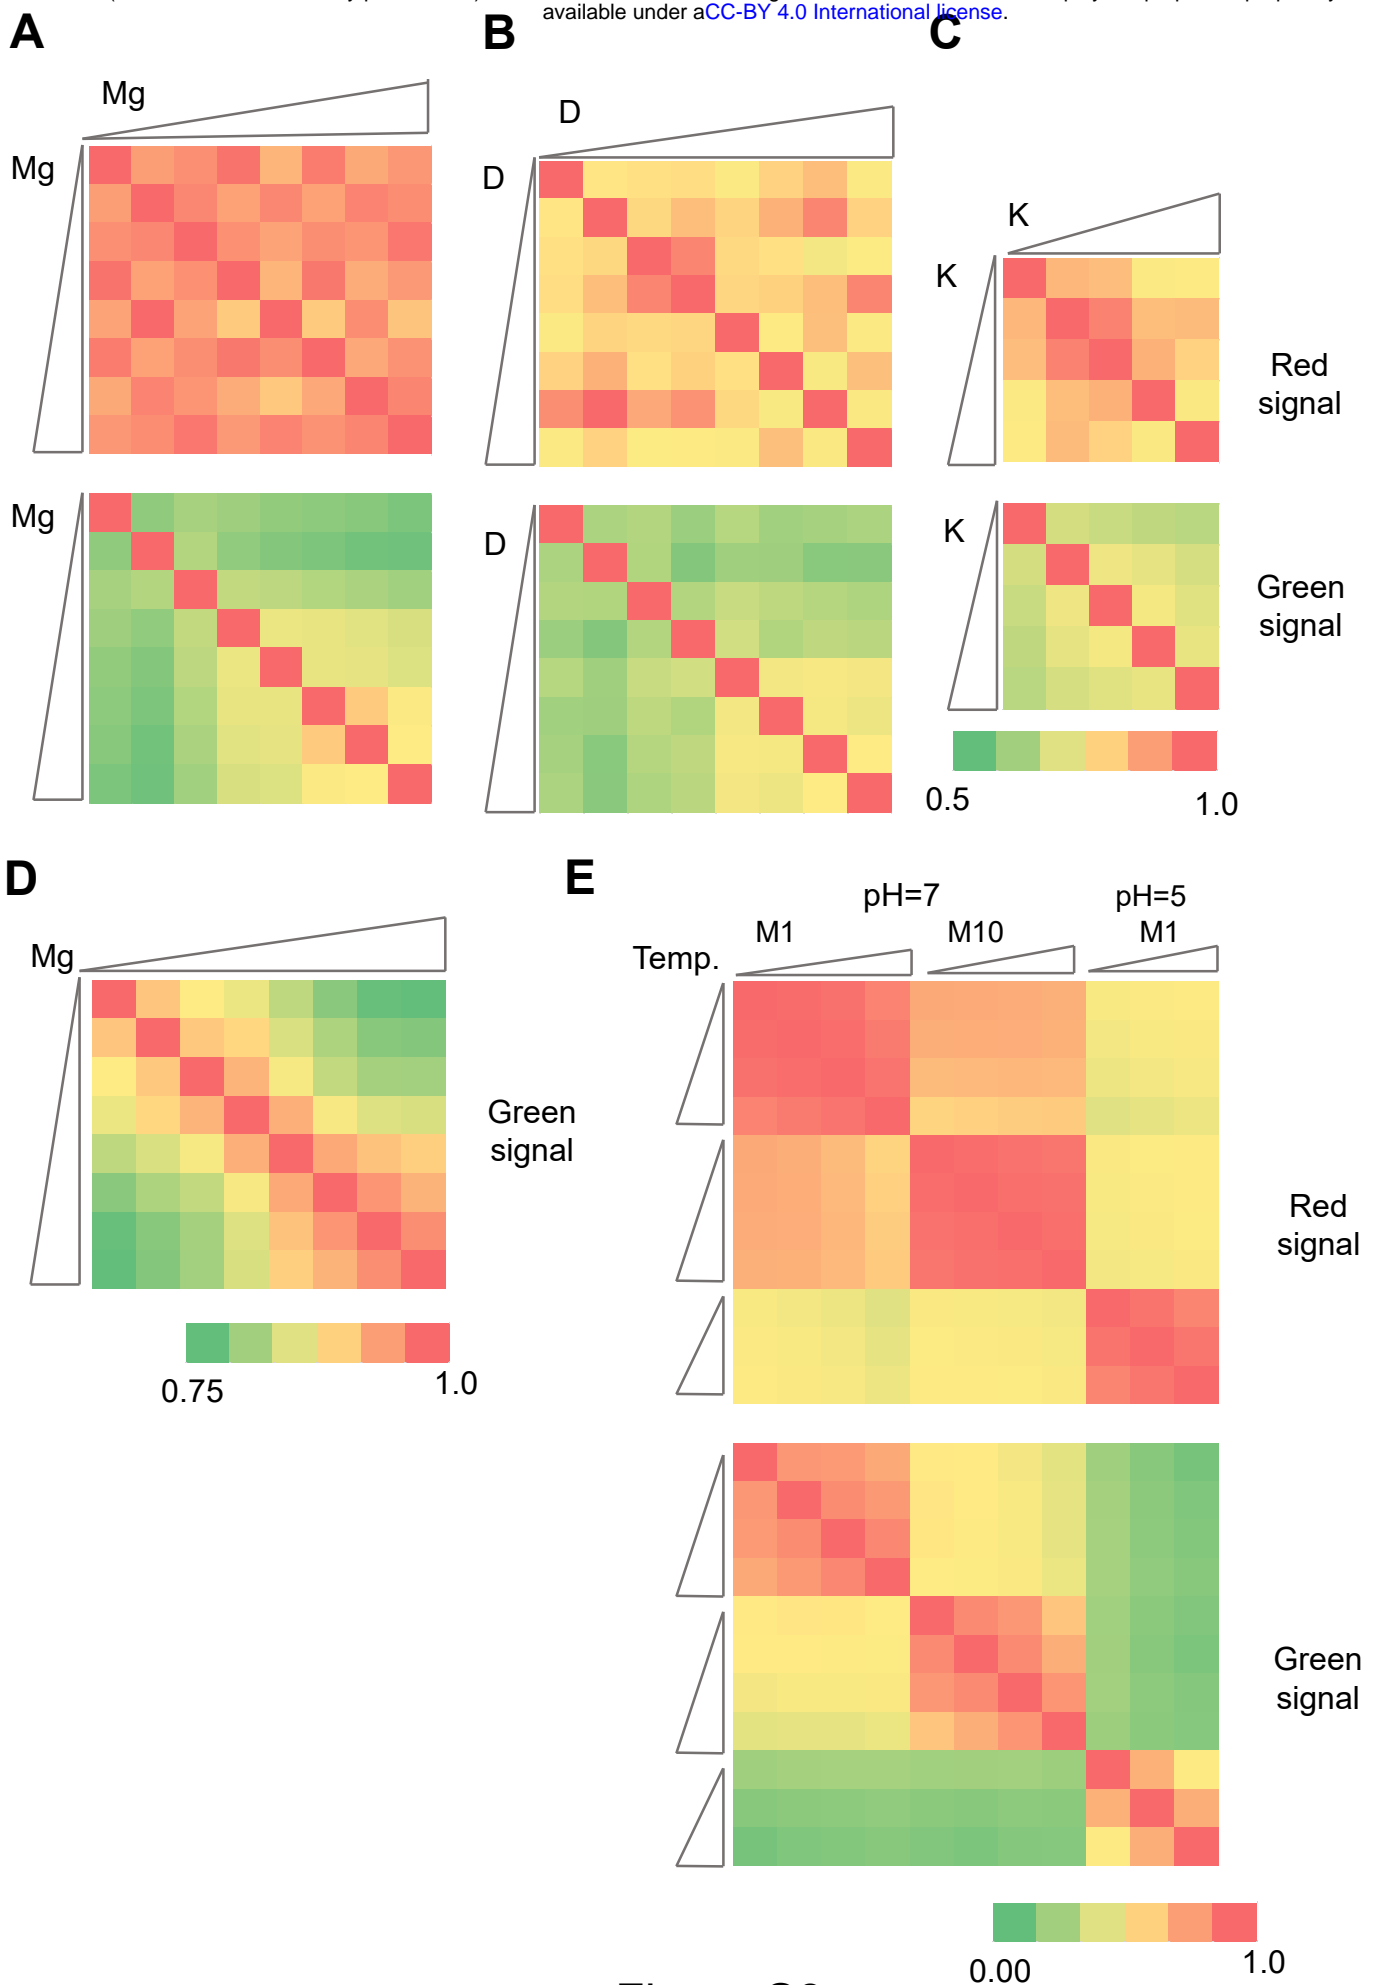 available under aCC-BY 4.0 International license.
A
B
C
Mg
Mg
D
D
K
K
Red
signal
Mg
D
K
Green
signal
0.5
1.0
D
Mg
Green
signal
0.75
1.0
E
pH=7
pH=5
M1
M10
M1
Temp.
Red
signal
Green
signal
0.00
1.0